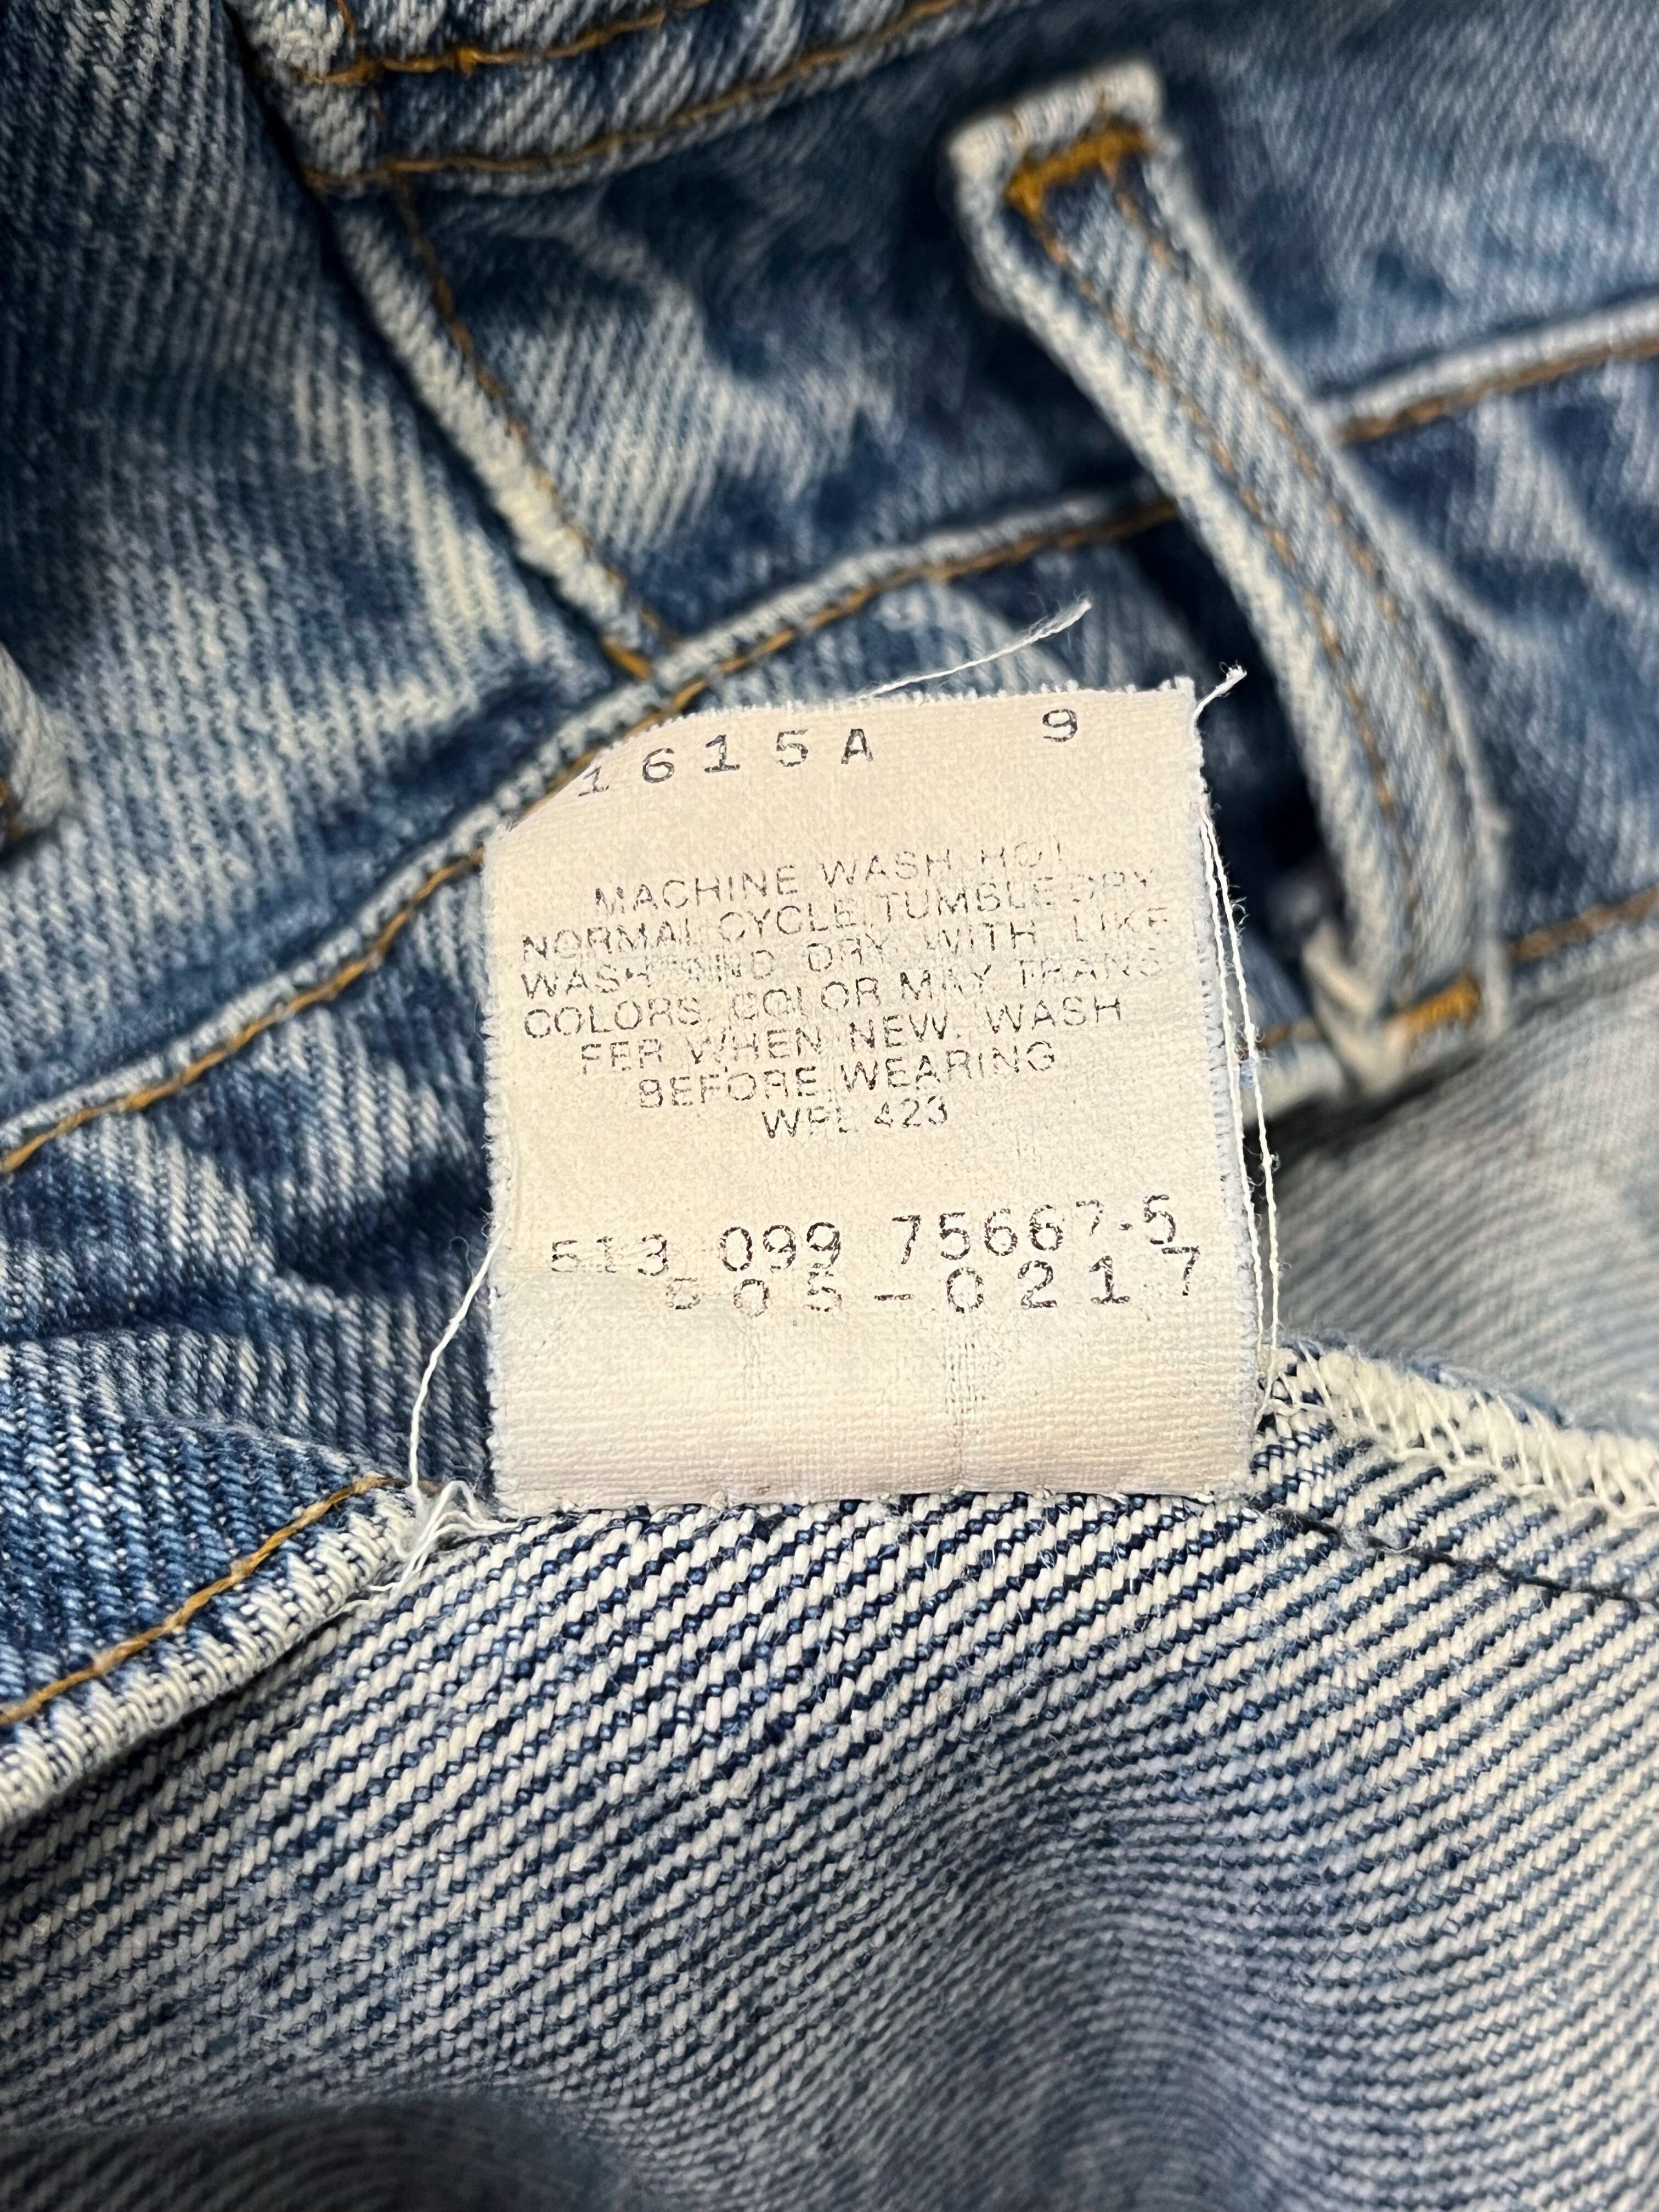 1615A 9
MACHINE WASH HOT
NORMAL CYCLE TUMBLE DRY
WASH AND DRY WITH LIKE
COLORS. COLOR MAY TRANS
FER WHEN NEW. WASH
BEFORE WEARING
WPL 423
513 099 75667.5
505-0217